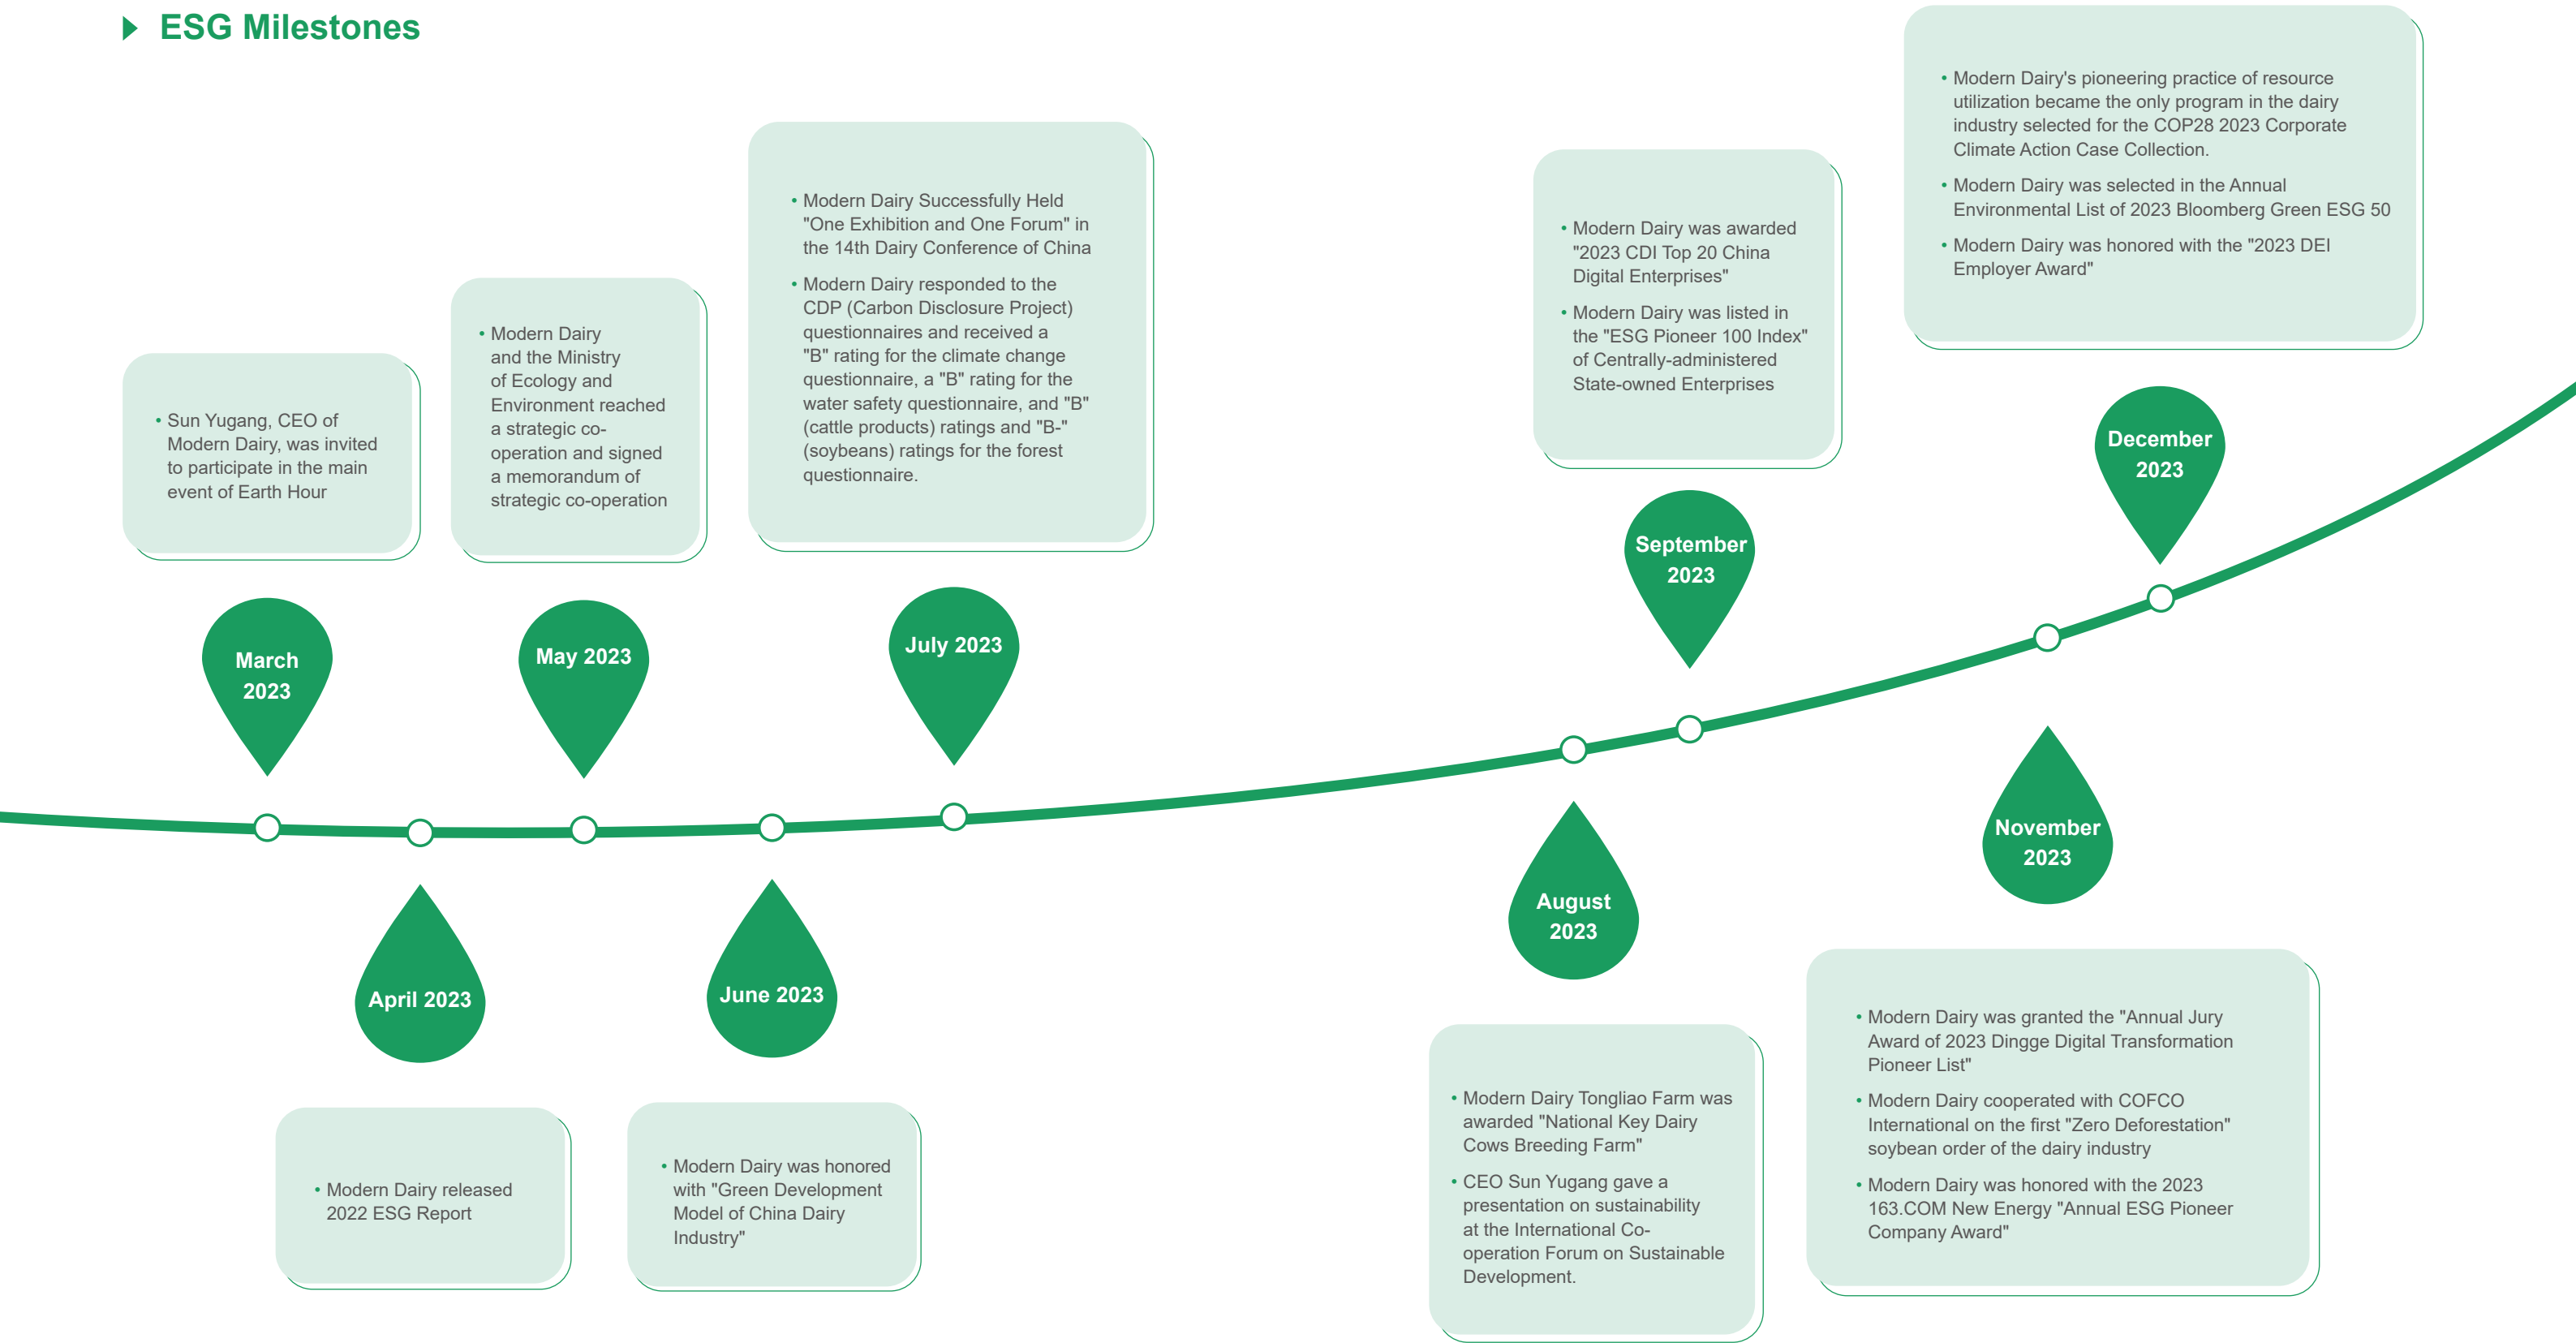 ESG Milestones
• Sun Yugang, CEO of
Modern Dairy, was invited
to participate in the main
event of Earth Hour
March
2023
April 2023
• Modern Dairy released
2022 ESG Report
• Modern Dairy
and the Ministry
of Ecology and
Environment reached
a strategic co-
operation and signed
a memorandum of
strategic co-operation
May 2023
June 2023
• Modern Dairy was honored
with "Green Development
Model of China Dairy
Industry"
• Modern Dairy Successfully Held
"One Exhibition and One Forum" in
the 14th Dairy Conference of China
• Modern Dairy responded to the
CDP (Carbon Disclosure Project)
questionnaires and received a
"B" rating for the climate change
questionnaire, a "B" rating for the
water safety questionnaire, and "B"
(cattle products) ratings and "B-"
(soybeans) ratings for the forest
questionnaire.
July 2023
August
2023
• Modern Dairy Tongliao Farm was
awarded "National Key Dairy
Cows Breeding Farm"
• CEO Sun Yugang gave a
presentation on sustainability
at the International Co-
operation Forum on Sustainable
Development.
• Modern Dairy was awarded
"2023 CDI Top 20 China
Digital Enterprises"
• Modern Dairy was listed in
the "ESG Pioneer 100 Index"
of Centrally-administered
State-owned Enterprises
September
2023
November
2023
• Modern Dairy was granted the "Annual Jury
Award of 2023 Dingge Digital Transformation
Pioneer List"
• Modern Dairy cooperated with COFCO
International on the first "Zero Deforestation"
soybean order of the dairy industry
• Modern Dairy was honored with the 2023
163.COM New Energy "Annual ESG Pioneer
Company Award"
• Modern Dairy's pioneering practice of resource
utilization became the only program in the dairy
industry selected for the COP28 2023 Corporate
Climate Action Case Collection.
• Modern Dairy was selected in the Annual
Environmental List of 2023 Bloomberg Green ESG 50
• Modern Dairy was honored with the "2023 DEI
Employer Award"
December
2023